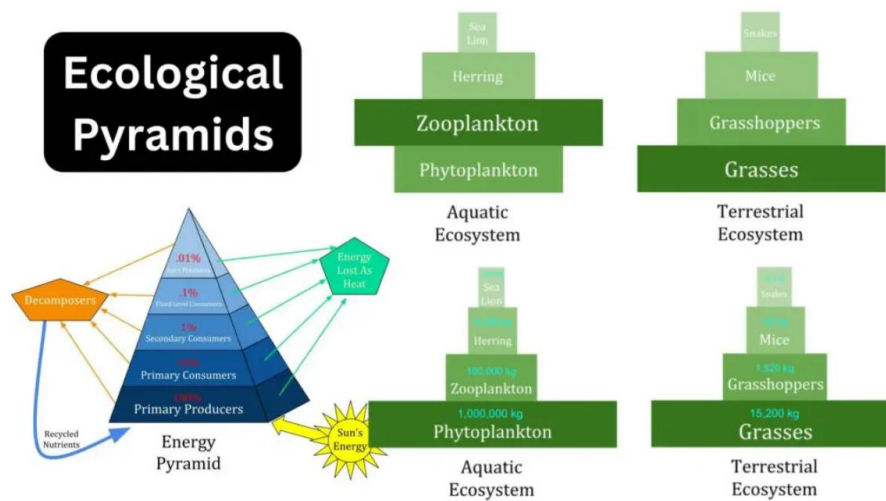 Ecological
Pyramids
Sea
Lion
Herring
Zooplankton
Phytoplankton
Aquatic
Ecosystem
Snakes
Mice
Grasshoppers
Grasses
Terrestrial
Ecosystem
.01%
.1%
Third Level Consumers
1%
Secondary Consumers
Primary Consumers
100%
Primary Producers
Decomposers
Energy
Lost As
Heat
Recycled
Nutrients
Energy
Pyramid
Sun's
Energy
Sea
Lion
Herring
100,000 kg
Zooplankton
1,000,000 kg
Phytoplankton
Aquatic
Ecosystem
Snakes
Mice
1,520 kg
Grasshoppers
15,200 kg
Grasses
Terrestrial
Ecosystem